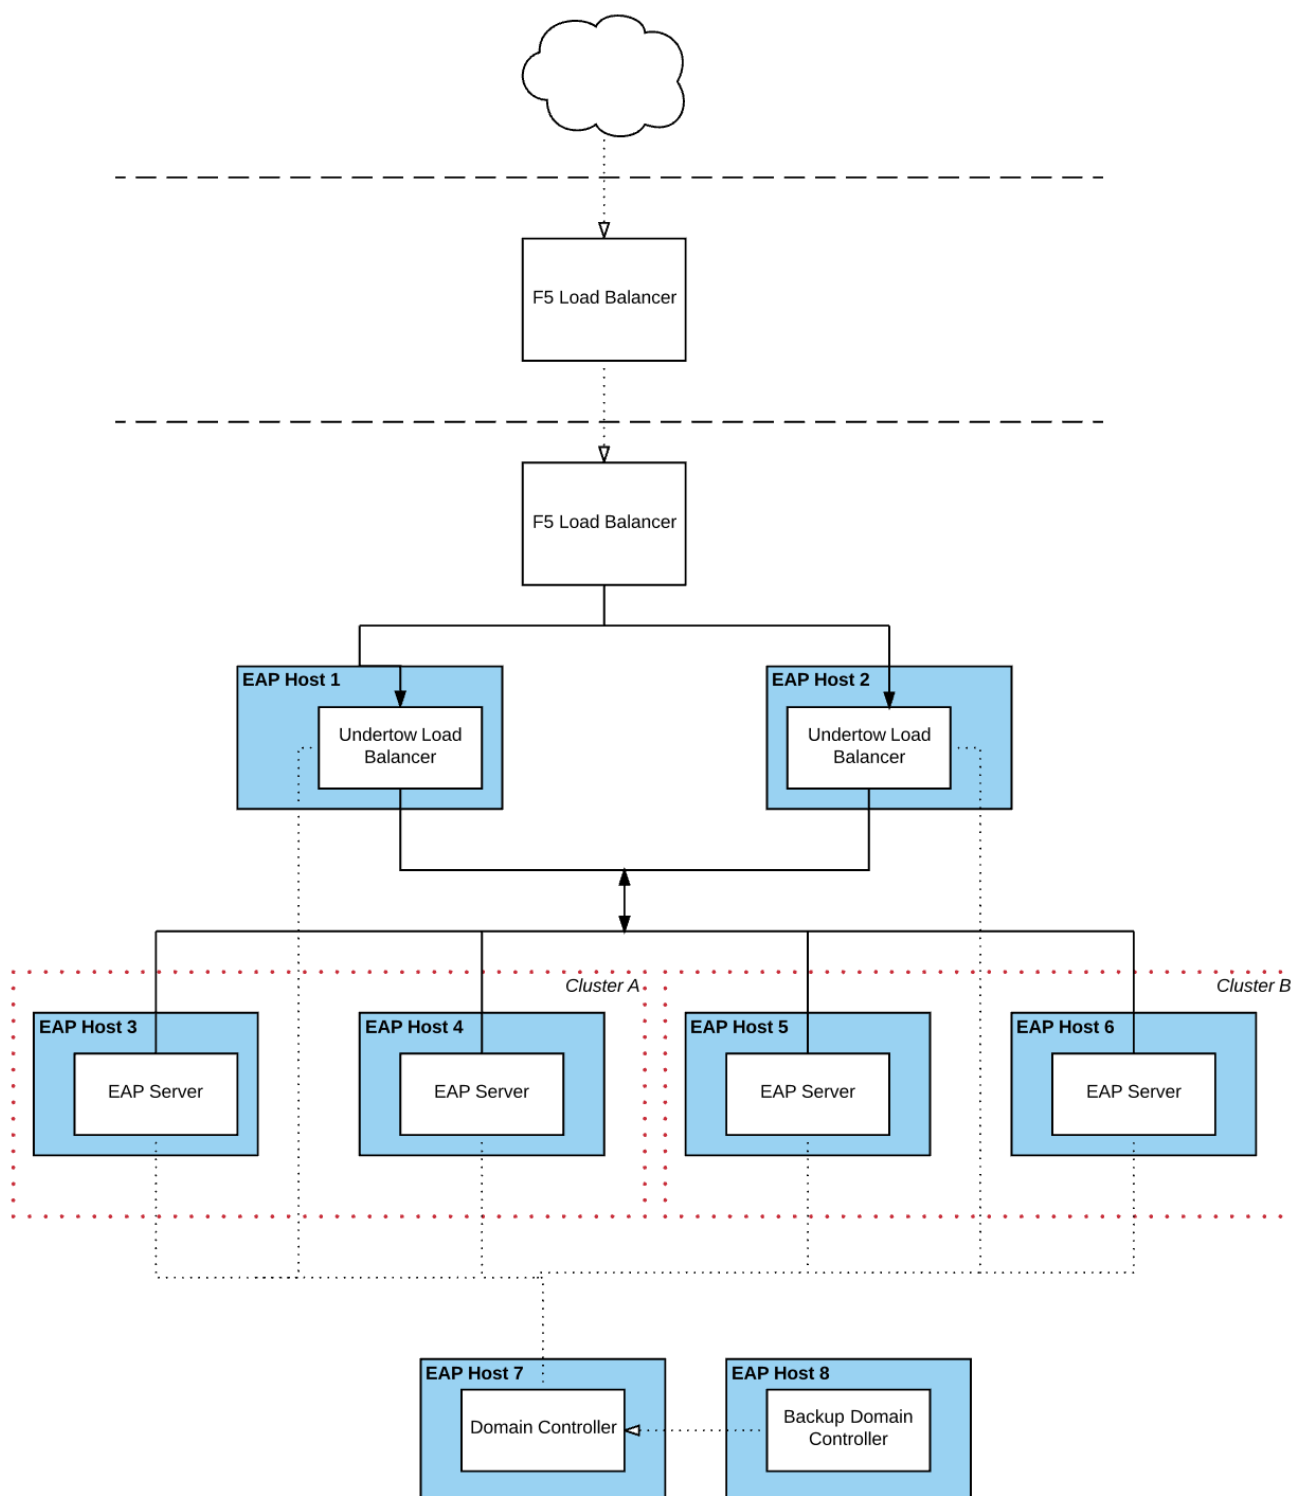 F5 Load Balancer
F5 Load Balancer
EAP Host 1
Undertow Load
Balancer
EAP Host 2
Undertow Load
Balancer
Cluster A
Cluster B
EAP Host 3
EAP Server
EAP Host 4
EAP Server
EAP Host 5
EAP Server
EAP Host 6
EAP Server
EAP Host 7
Domain Controller
EAP Host 8
Backup Domain
Controller